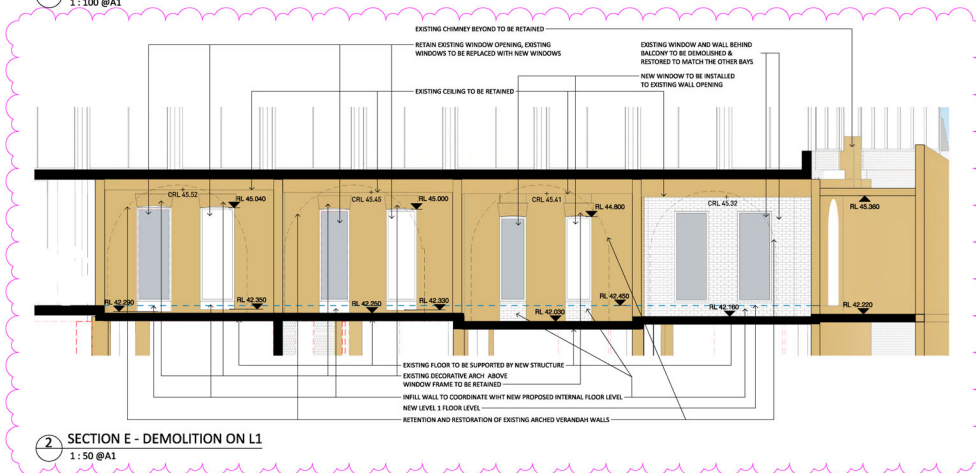 1 : 100 @A1
EXISTING CHIMNEY BEYOND TO BE RETAINED
RETAIN EXISTING WINDOW OPENING, EXISTING
WINDOWS TO BE REPLACED WITH NEW WINDOWS
EXISTING WINDOW AND WALL BEHIND
BALCONY TO BE DEMOLISHED &
RESTORED TO MATCH THE OTHER BAYS
NEW WINDOW TO BE INSTALLED
TO EXISTING WALL OPENING
EXISTING CEILING TO BE RETAINED
CRL 45.52
RL 45.040
CRL 45.45
RL 45.000
CRL 45.41
RL 44.800
CRL 45.32
RL 45.360
RL 42.290
RL 42.350
RL 42.250
RL 42.330
RL 42.030
RL 42.450
RL 42.160
RL 42.220
EXISTING FLOOR TO BE SUPPORTED BY NEW STRUCTURE
EXISTING DECORATIVE ARCH ABOVE
WINDOW FRAME TO BE RETAINED
INFILL WALL TO COORDINATE WIHT NEW PROPOSED INTERNAL FLOOR LEVEL
NEW LEVEL 1 FLOOR LEVEL
RETENTION AND RESTORATION OF EXISTING ARCHED VERANDAH WALLS
2 SECTION E - DEMOLITION ON L1
1 : 50 @A1